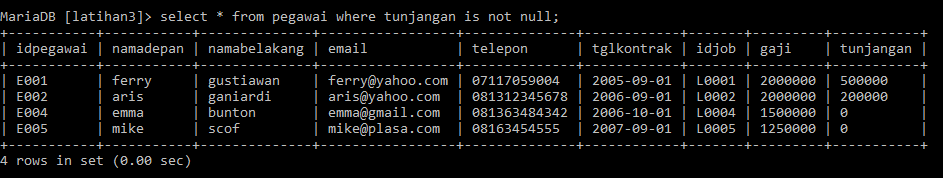 MariaDB [latihan3]> select * from pegawai where tunjangan is not null;
+-----------+-----------+--------------+-----------------+--------------+------------+-------+---------+-----------+
| idpegawai | namadepan | namabelakang | email           | telepon      | tglkontrak | idjob | gaji    | tunjangan |
+-----------+-----------+--------------+-----------------+--------------+------------+-------+---------+-----------+
| E001      | ferry     | gustiawan    | ferry@yahoo.com | 07117059004  | 2005-09-01 | L0001 | 2000000 | 500000    |
| E002      | aris      | ganiardi     | aris@yahoo.com  | 081312345678 | 2006-09-01 | L0002 | 2000000 | 200000    |
| E004      | emma      | bunton       | emma@gmail.com  | 081363484342 | 2006-10-01 | L0004 | 1500000 | 0         |
| E005      | mike      | scof         | mike@plasa.com  | 08163454555  | 2007-09-01 | L0005 | 1250000 | 0         |
+-----------+-----------+--------------+-----------------+--------------+------------+-------+---------+-----------+
4 rows in set (0.00 sec)